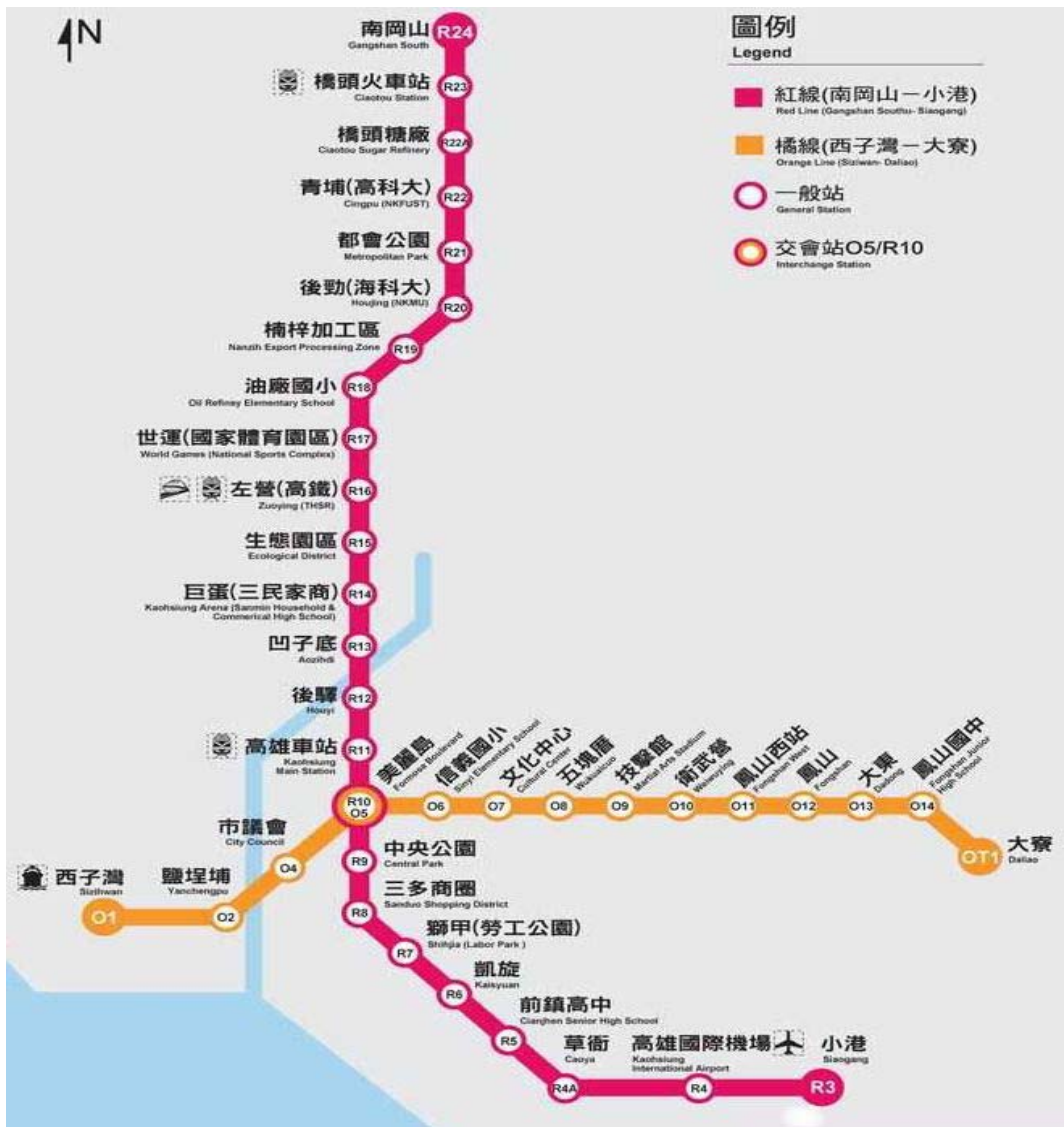 N
圖例
Legend
紅線(南岡山－小港)
Red Line (Gangshan Southu- Siaogang)
橘線(西子灣－大寮)
Orange Line (Siziwan- Daliao)
一般站
General Station
交會站O5/R10
Interchange Station
南岡山
Gangshan South
R24
橋頭火車站
Ciaotou Station
R23
橋頭糖廠
Ciaotou Sugar Refinery
R22A
青埔(高科大)
Cingpu (NKFUST)
R22
都會公園
Metropolitan Park
R21
後勁(海科大)
Houjing (NKMU)
R20
楠梓加工區
Nanzih Export Processing Zone
R19
油廠國小
Oil Refiney Elementary School
R18
世運(國家體育園區)
World Games (National Sports Complex)
R17
左營(高鐵)
Zuoying (THSR)
R16
生態園區
Ecological District
R15
巨蛋(三民家商)
Kaohsiung Arena (Sanmin Household &
Commerical High School)
R14
凹子底
Aozihdi
R13
後驛
Houyi
R12
高雄車站
Kaohsiung
Main Station
R11
美麗島
Formosa Boulevard
R10
O5
信義國小
Sinyi Elementary School
O6
文化中心
Cultural Center
O7
五塊厝
Wukuaicuo
O8
技擊館
Martial Arts Stadium
O9
衛武營
Weiwuying
O10
鳳山西站
Fongshan West
O11
鳳山
Fongshan
O12
大東
Dadong
O13
鳳山國中
Fongshan Junior
High School
O14
大寮
Daliao
OT1
市議會
City Council
O4
鹽埕埔
Yanchengpu
O2
西子灣
Sizihwan
O1
中央公園
Central Park
R9
三多商圈
Sanduo Shopping District
R8
獅甲(勞工公園)
Shihjia (Labor Park )
R7
凱旋
Kaisyuan
R6
前鎮高中
Cianjhen Senior High School
R5
草衙
Caoya
R4A
高雄國際機場
Kaohsiung
International Airport
R4
小港
Siaogang
R3